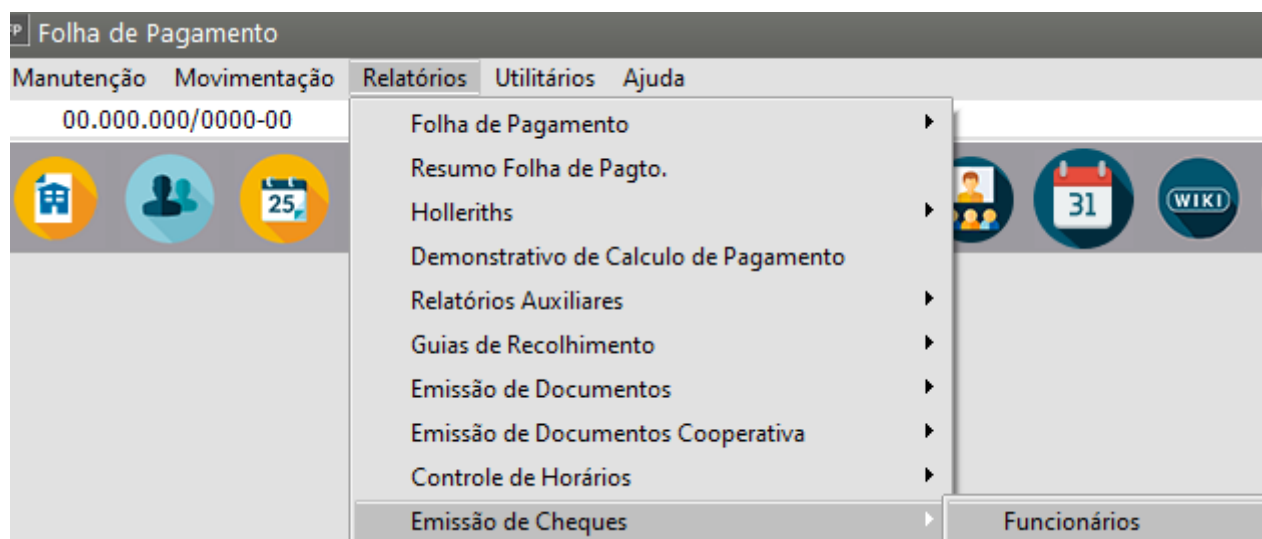 FP Folha de Pagamento
Manutenção Movimentação Relatórios Utilitários Ajuda
00.000.000/0000-00
Folha de Pagamento
Resumo Folha de Pagto.
Holleriths
Demonstrativo de Calculo de Pagamento
Relatórios Auxiliares
Guias de Recolhimento
Emissão de Documentos
Emissão de Documentos Cooperativa
Controle de Horários
Emissão de Cheques
Funcionários
25
31
WIKI